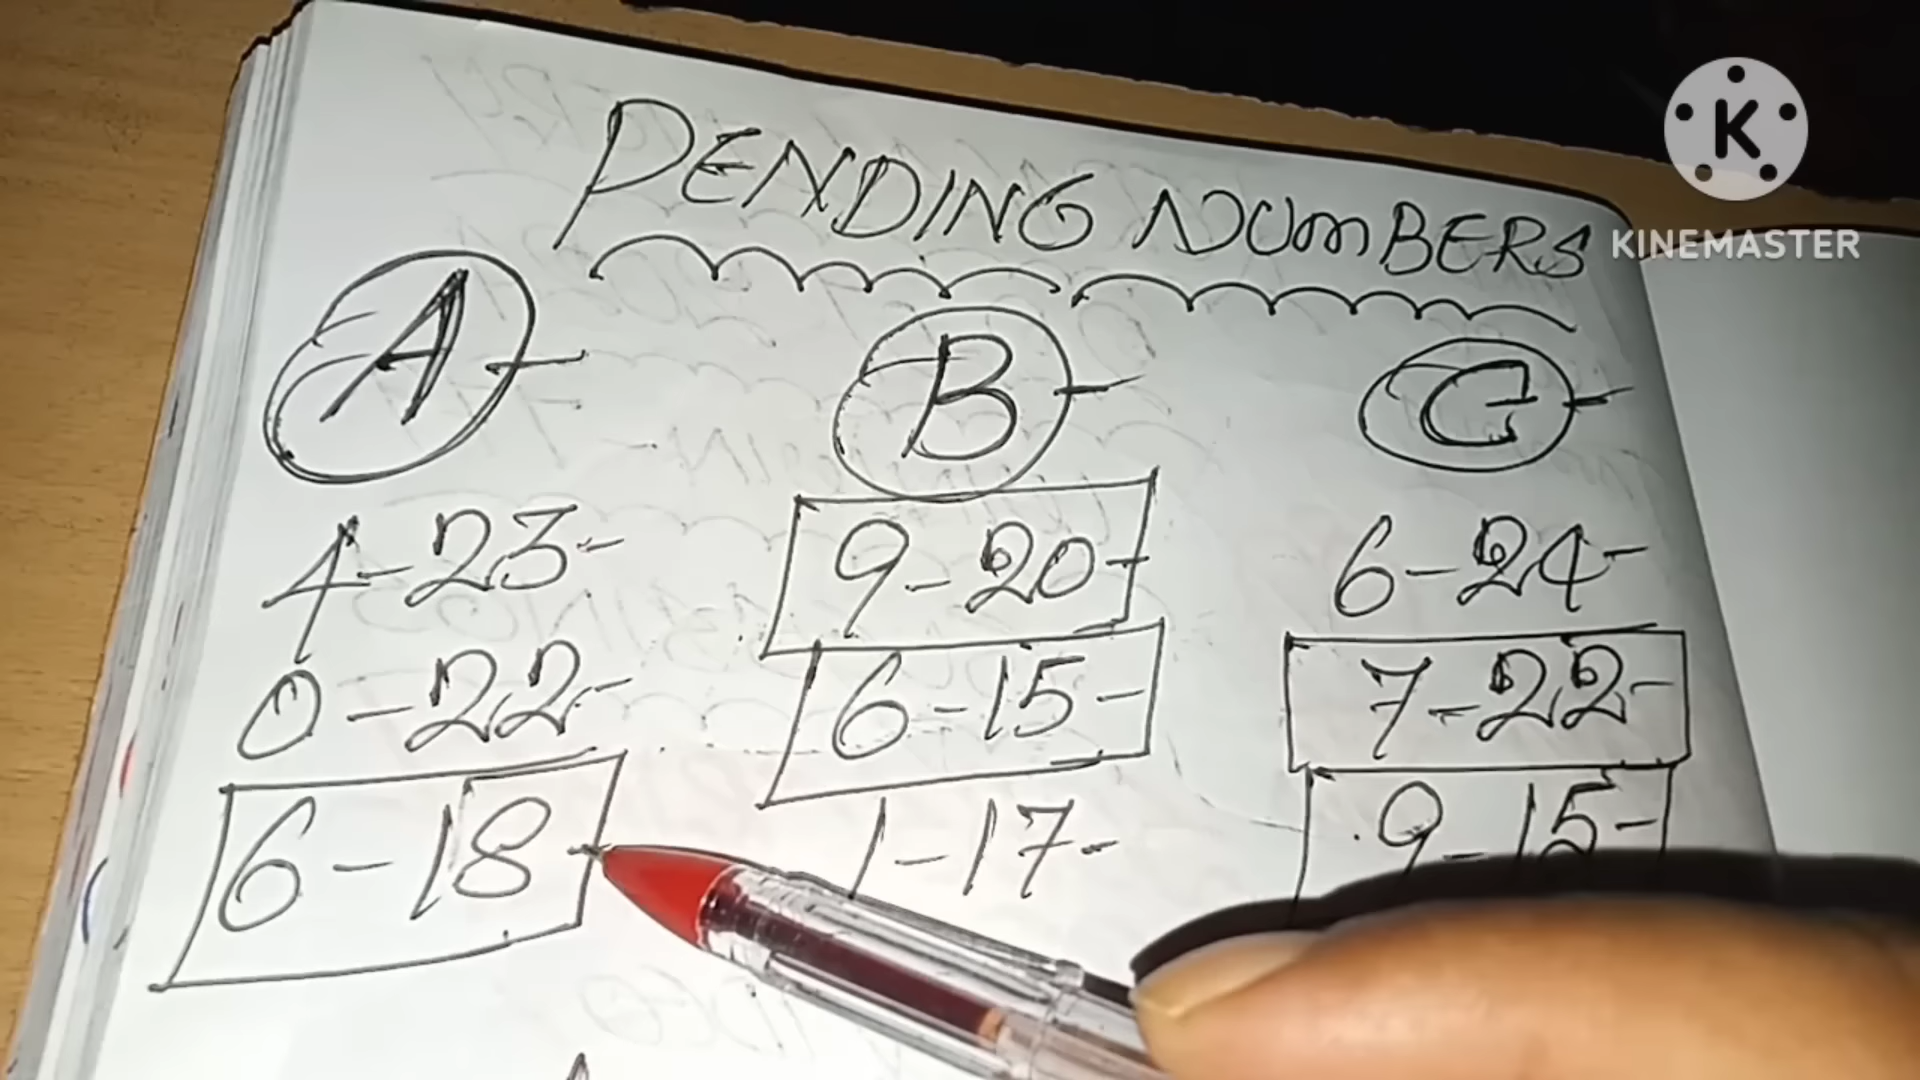 PENDING NUMBERS
K
KINEMASTER
A - B - C -
4-23- 9-20- 6-24-
0-22- 6-15- 7-22-
6-18- 1-17- 9-15-